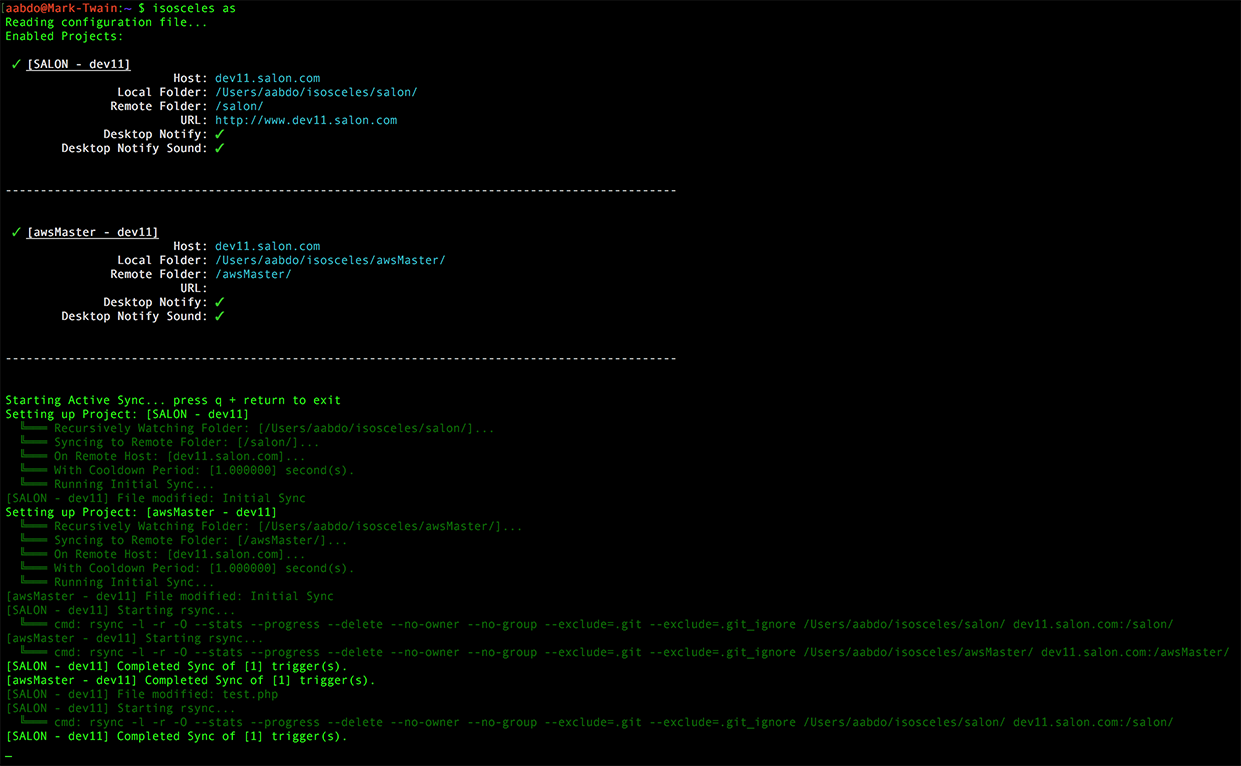 [aabdo@Mark-Twain:~ $ isosceles as
Reading configuration file...
Enabled Projects:
✓ [SALON - dev11]
Host: dev11.salon.com
Local Folder: /Users/aabdo/isosceles/salon/
Remote Folder: /salon/
URL: http://www.dev11.salon.com
Desktop Notify: ✓
Desktop Notify Sound: ✓
------------------------------------------------------------------------------------------------
✓ [awsMaster - dev11]
Host: dev11.salon.com
Local Folder: /Users/aabdo/isosceles/awsMaster/
Remote Folder: /awsMaster/
URL:
Desktop Notify: ✓
Desktop Notify Sound: ✓
------------------------------------------------------------------------------------------------
Starting Active Sync... press q + return to exit
Setting up Project: [SALON - dev11]
╚═══ Recursively Watching Folder: [/Users/aabdo/isosceles/salon/]...
╚═══ Syncing to Remote Folder: [/salon/]...
╚═══ On Remote Host: [dev11.salon.com]...
╚═══ With Cooldown Period: [1.000000] second(s).
╚═══ Running Initial Sync...
[SALON - dev11] File modified: Initial Sync
Setting up Project: [awsMaster - dev11]
╚═══ Recursively Watching Folder: [/Users/aabdo/isosceles/awsMaster/]...
╚═══ Syncing to Remote Folder: [/awsMaster/]...
╚═══ On Remote Host: [dev11.salon.com]...
╚═══ With Cooldown Period: [1.000000] second(s).
╚═══ Running Initial Sync...
[awsMaster - dev11] File modified: Initial Sync
[SALON - dev11] Starting rsync...
╚═══ cmd: rsync -l -r -O --stats --progress --delete --no-owner --no-group --exclude=.git --exclude=.git_ignore /Users/aabdo/isosceles/salon/ dev11.salon.com:/salon/
[awsMaster - dev11] Starting rsync...
╚═══ cmd: rsync -l -r -O --stats --progress --delete --no-owner --no-group --exclude=.git --exclude=.git_ignore /Users/aabdo/isosceles/awsMaster/ dev11.salon.com:/awsMaster/
[SALON - dev11] Completed Sync of [1] trigger(s).
[awsMaster - dev11] Completed Sync of [1] trigger(s).
[SALON - dev11] File modified: test.php
[SALON - dev11] Starting rsync...
╚═══ cmd: rsync -l -r -O --stats --progress --delete --no-owner --no-group --exclude=.git --exclude=.git_ignore /Users/aabdo/isosceles/salon/ dev11.salon.com:/salon/
[SALON - dev11] Completed Sync of [1] trigger(s).